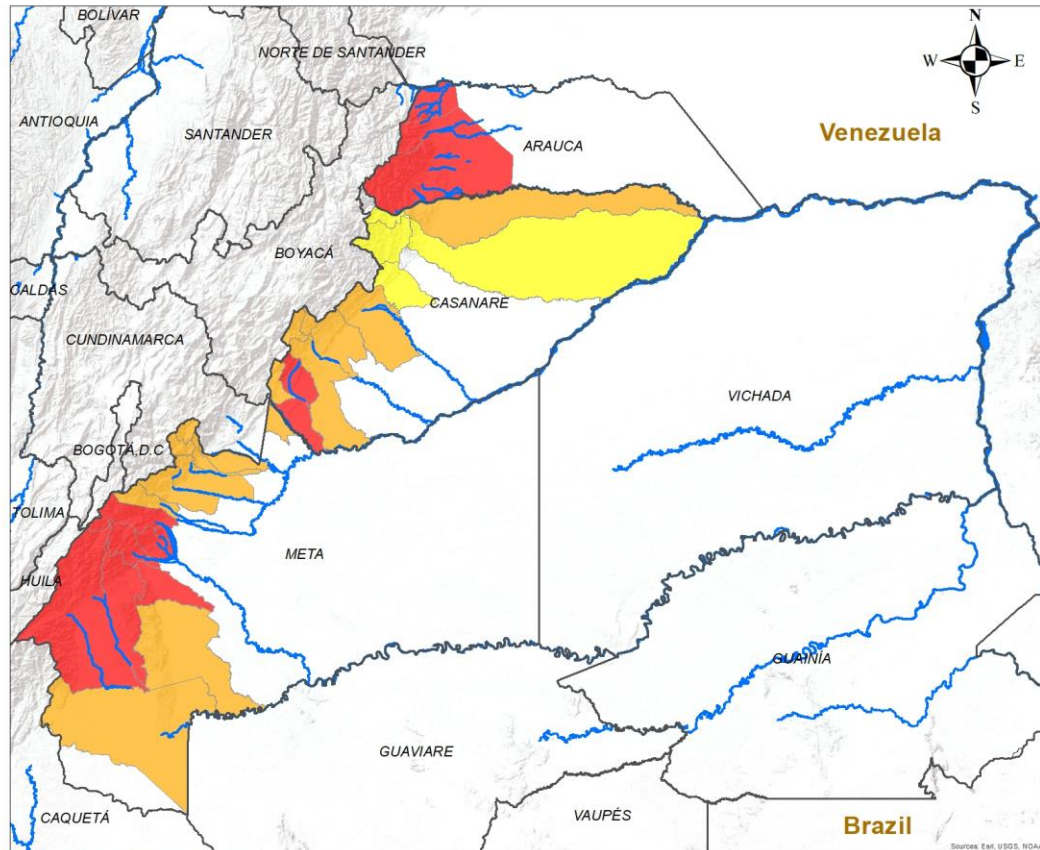 BOLÍVAR
N
NORTE DE SANTANDER
W E
S
ANTIOQUIA
SANTANDER
Venezuela
ARAUCA
BOYACÁ
CALDAS
CASANARE
CUNDINAMARCA
VICHADA
BOGOTÁ,D.C
TOLIMA
META
HUILA
GUAINÍA
GUAVIARE
CAQUETÁ
VAUPÉS
Brazil
Sources: Esri, USGS, NOAA